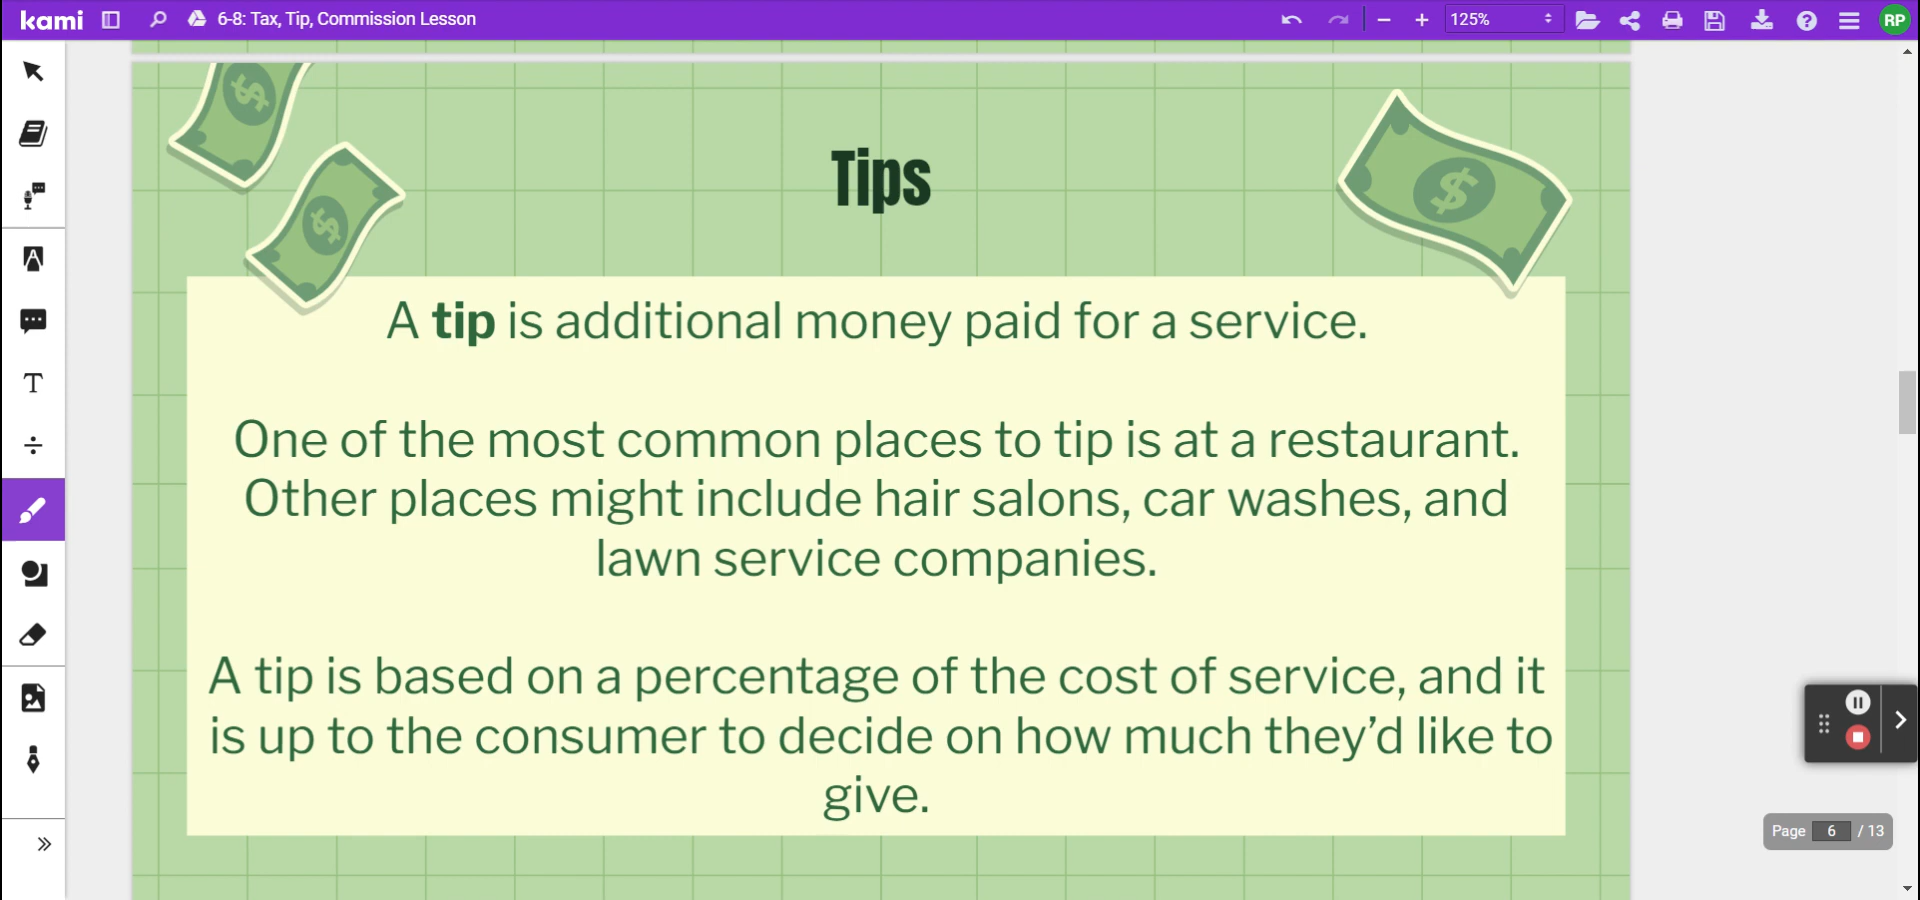 kami
6-8: Tax, Tip, Commission Lesson
125%
RP
Tips
A tip is additional money paid for a service.
One of the most common places to tip is at a restaurant.
Other places might include hair salons, car washes, and
lawn service companies.
A tip is based on a percentage of the cost of service, and it
is up to the consumer to decide on how much they’d like to
give.
Page 6 / 13